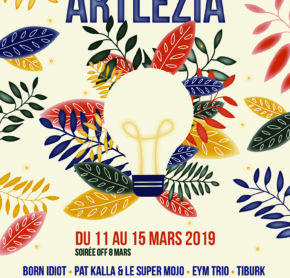 ARTLEZIA
DU 11 AU 15 MARS 2019
SOIRÉE OFF 8 MARS
BORN IDIOT • PAT KALLA & LE SUPER MOJO • EYM TRIO • TIBURK